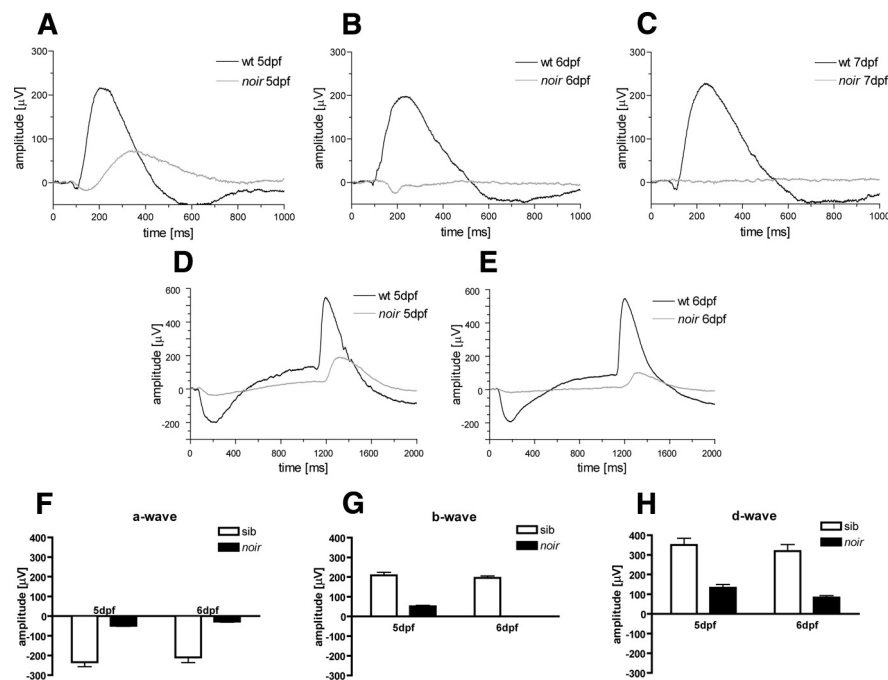 A
B
C
300
200
100
0
amplitude [µV]
wt 5dpf
noir 5dpf
0 200 400 600 800 1000
time [ms]
300
200
100
0
amplitude [µV]
wt 6dpf
noir 6dpf
0 200 400 600 800 1000
time [ms]
300
200
100
0
amplitude [µV]
wt 7dpf
noir 7dpf
0 200 400 600 800 1000
time [ms]
D
E
600
400
200
0
-200
amplitude [µV]
wt 5dpf
noir 5dpf
0 400 800 1200 1600 2000
time [ms]
600
400
200
0
-200
amplitude [µV]
wt 6dpf
noir 6dpf
0 400 800 1200 1600 2000
time [ms]
F
G
H
a-wave
sib
noir
400
300
200
100
0
-100
-200
-300
amplitude [µV]
5dpf 6dpf
b-wave
sib
noir
400
300
200
100
0
-100
-200
-300
amplitude [µV]
5dpf 6dpf
d-wave
sib
noir
400
300
200
100
0
-100
-200
-300
amplitude [µV]
5dpf 6dpf